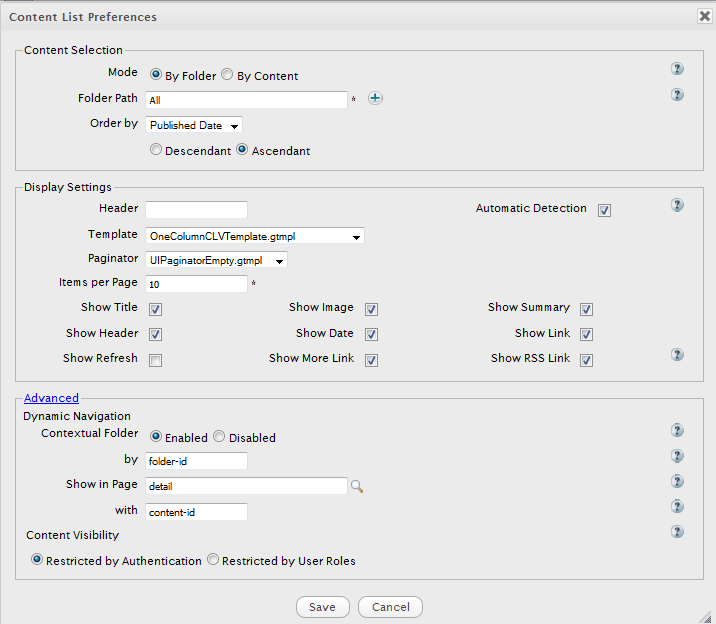 Content List Preferences
Content Selection
Mode By Folder By Content ?
Folder Path All * ?
Order by Published Date
Descendant Ascendant
Display Settings
Header Automatic Detection ?
Template OneColumnCLVTemplate.gtmpl
Paginator UIPaginatorEmpty.gtmpl
Items per Page 10 *
Show Title Show Image Show Summary
Show Header Show Date Show Link
Show Refresh Show More Link Show RSS Link ?
Advanced
Dynamic Navigation
Contextual Folder Enabled Disabled ?
by folder-id ?
Show in Page detail ?
with content-id ?
Content Visibility ?
Restricted by Authentication Restricted by User Roles
Save Cancel